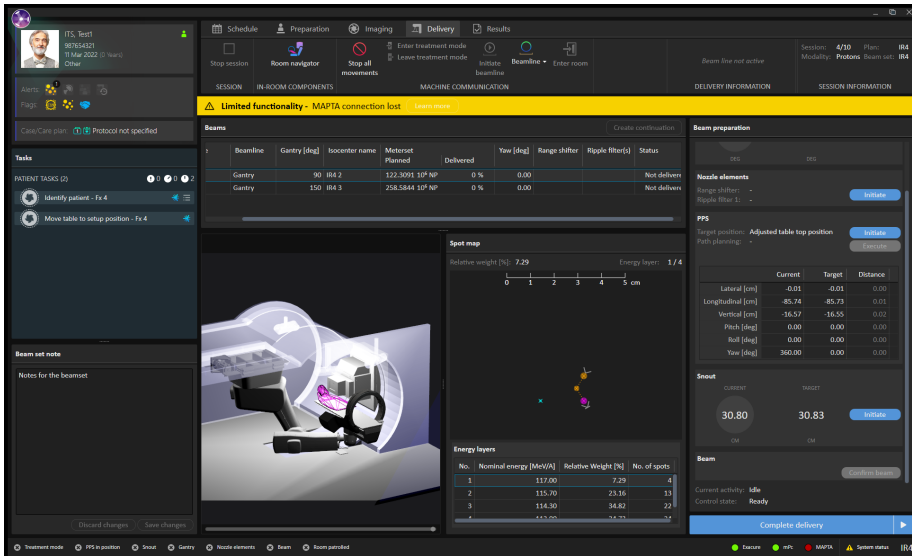 ITS, Test1
987654321
11 Mar 2022 (0 Years)
Other
Alerts:
Flags:
Case/Care plan: Protocol not specified
Schedule Preparation Imaging Delivery Results
Stop session
Room navigator
Stop all movements
Enter treatment mode
Leave treatment mode
Initiate beamline
Beamline
Enter room
SESSION
IN-ROOM COMPONENTS
MACHINE COMMUNICATION
Beam line not active
DELIVERY INFORMATION
Session: 4/10 Plan: IR4
Modality: Protons Beam set: IR4
SESSION INFORMATION
Limited functionality - MAPTA connection lost Learn more
Tasks
PATIENT TASKS (2) 0 0 2
Identify patient - Fx 4
Move table to setup position - Fx 4
Beam set note
Notes for the beamset
Discard changes Save changes
Beams
Create continuation
Beamline Gantry [deg] Isocenter name Meterset Planned Delivered Yaw [deg] Range shifter Ripple filter(s) Status
Gantry 90 IR4 2 122.3091 10⁶ NP 0 % 0.00 Not delivere
Gantry 150 IR4 3 258.5844 10⁶ NP 0 % 0.00 Not delivere
Spot map
Relative weight [%]: 7.29 Energy layer: 1 / 4
0 1 2 3 4 5 cm
Energy layers
No. Nominal energy [MeV/A] Relative Weight [%] No. of spots
1 117.00 7.29 4
2 115.70 23.16 13
3 114.30 34.82 22
Beam preparation
DEG DEG
Nozzle elements
Range shifter: -
Ripple filter 1: -
Initiate
PPS
Target position: Adjusted table top position
Path planning: -
Initiate
Execute
Current Target Distance
Lateral [cm] -0.01 -0.01 0.00
Longitudinal [cm] -85.74 -85.73 0.01
Vertical [cm] -16.57 -16.55 0.02
Pitch [deg] 0.00 0.00 0.00
Roll [deg] 0.00 0.00 0.00
Yaw [deg] 360.00 0.00 0.00
Snout
CURRENT TARGET
30.80 30.83 Initiate
CM CM
Beam
Confirm beam
Current activity: Idle
Control state: Ready
Complete delivery
Treatment mode PPS in position Snout Gantry Nozzle elements Beam Room patrolled
Exacure mPc MAPTA System status IR4